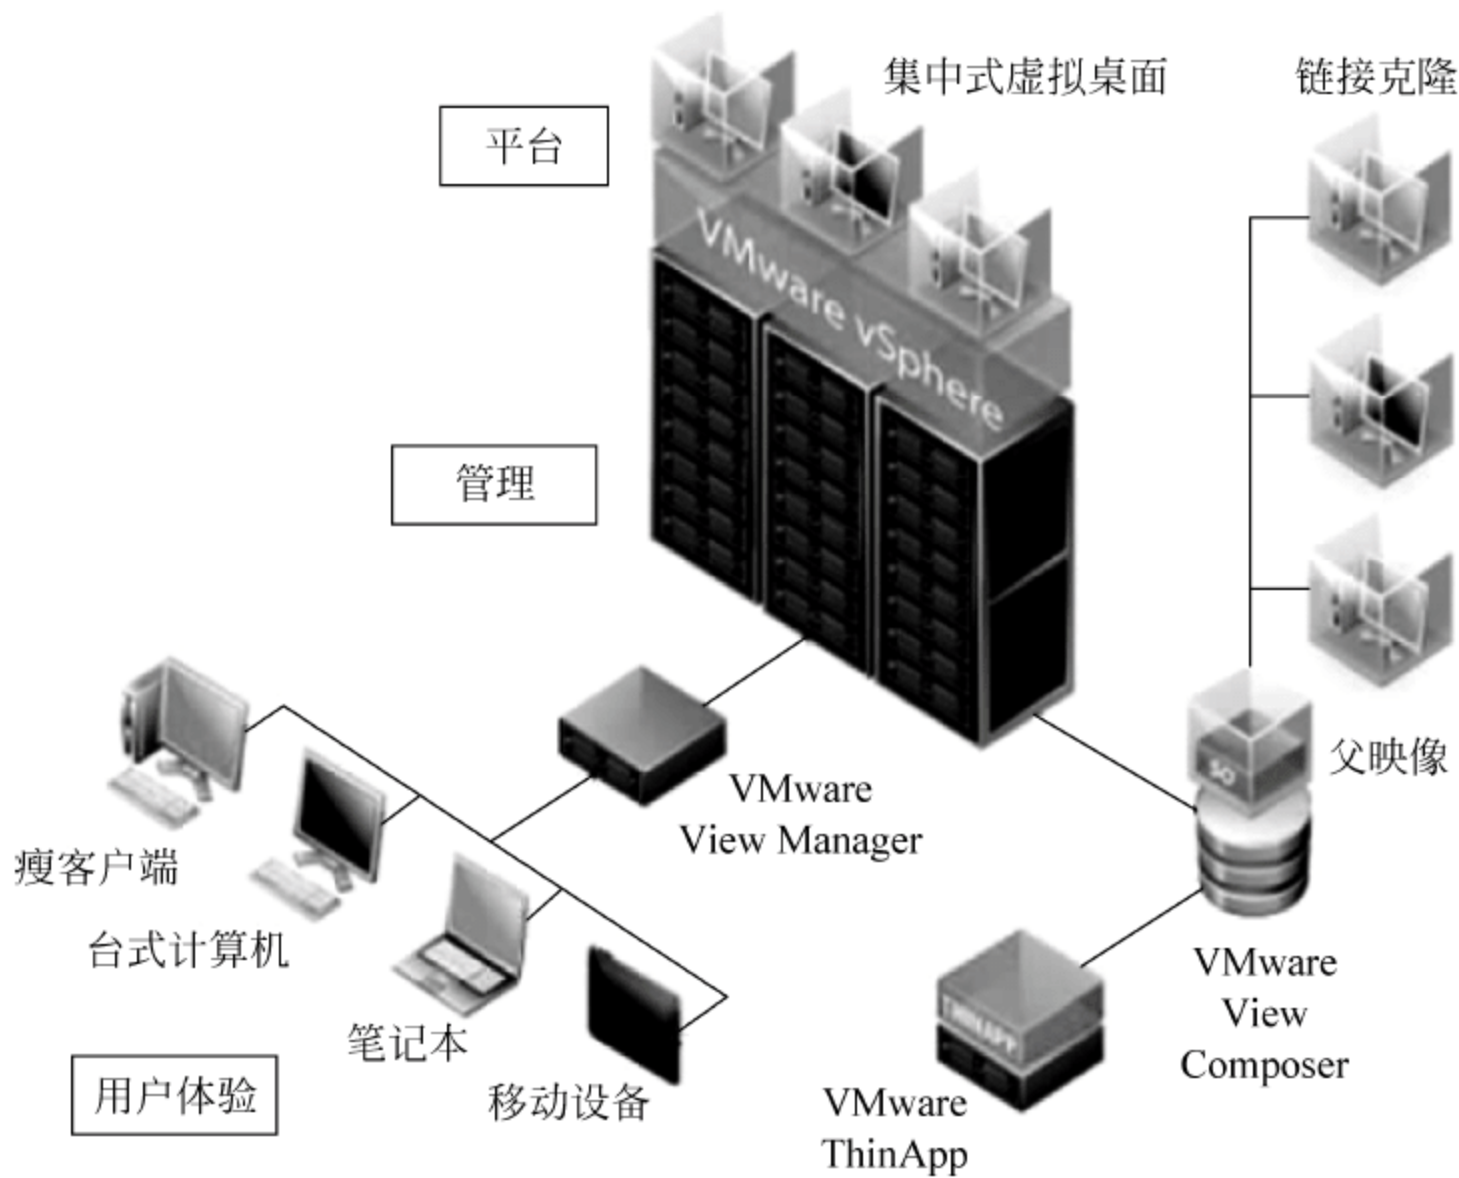 集中式虚拟桌面
链接克隆
平台
VMware vSphere
管理
父映像
SO
VMware
View Manager
瘦客户端
台式计算机
笔记本
移动设备
用户体验
THINAPP
VMware
ThinApp
VMware
View
Composer